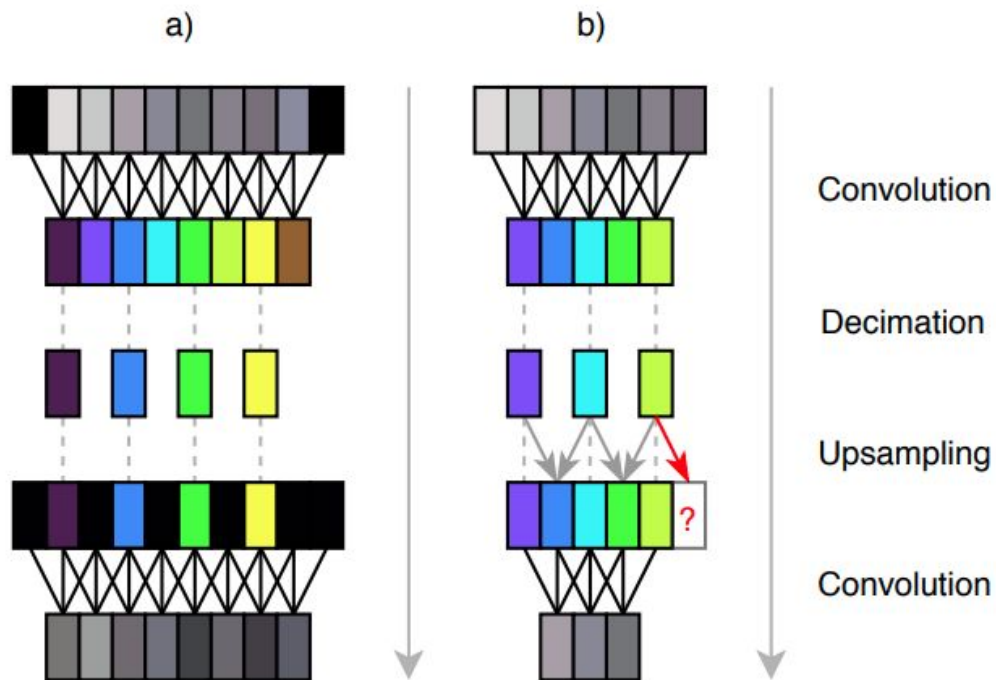 a)
b)
Convolution
Decimation
Upsampling
?
Convolution